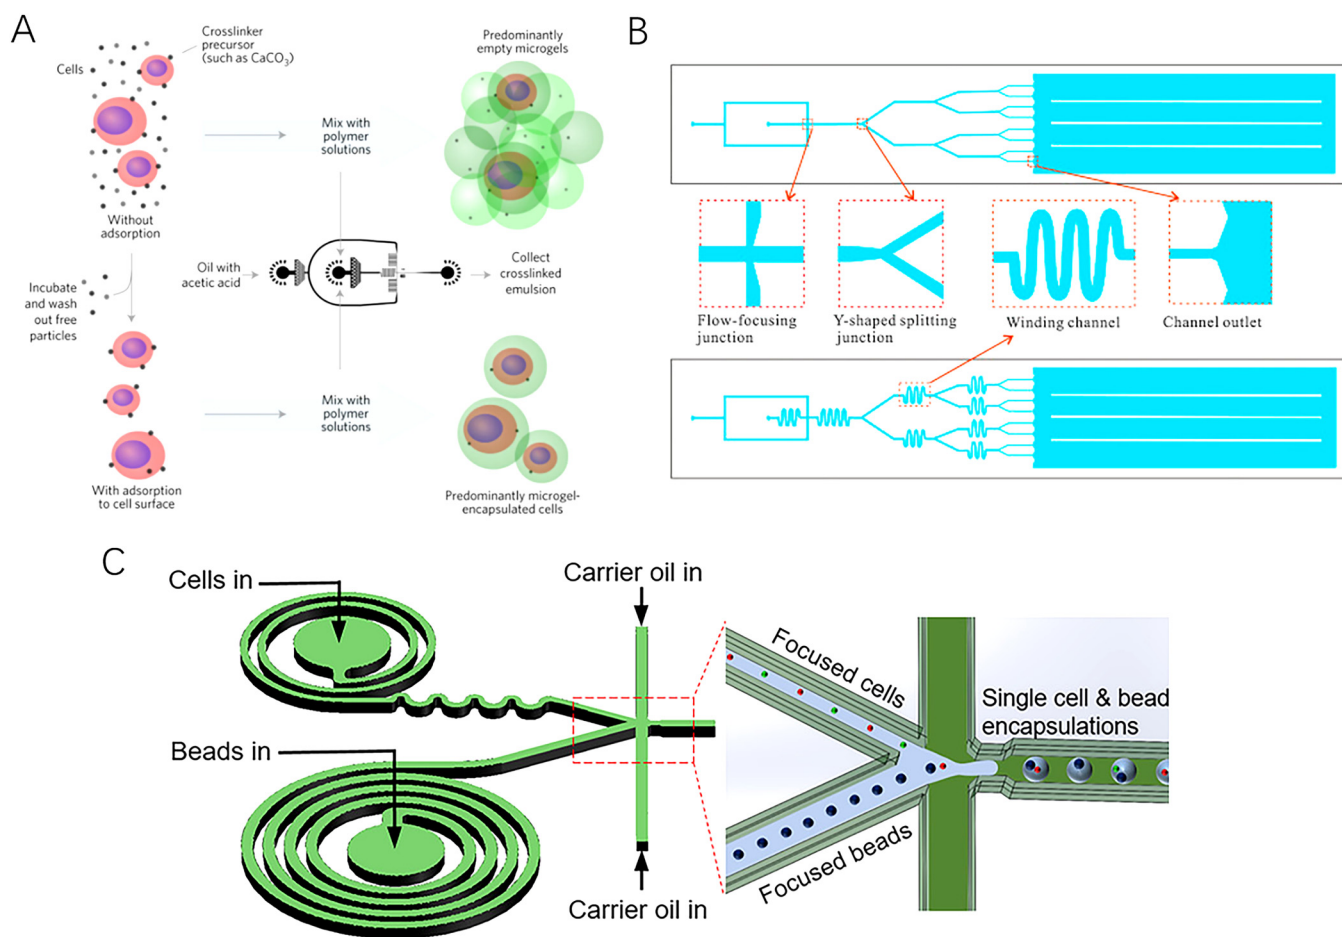 A
Crosslinker
precursor
(such as CaCO₃)
Cells
Without
adsorption
Mix with
polymer
solutions
Predominantly
empty microgels
Oil with
acetic acid
Collect
crosslinked
emulsion
Incubate
and wash
out free
particles
Mix with
polymer
solutions
With adsorption
to cell surface
Predominantly microgel-
encapsulated cells
B
Flow-focusing
junction
Y-shaped splitting
junction
Winding channel
Channel outlet
C
Cells in
Carrier oil in
Beads in
Carrier oil in
Focused cells
Single cell & bead
encapsulations
Focused beads